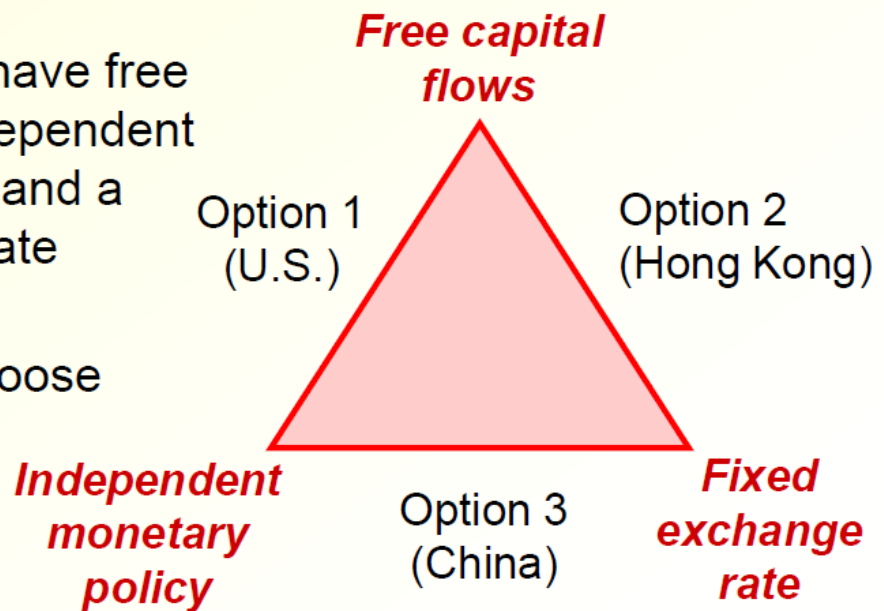 Free capital
flows
have free
ependent
and a
ate
oose
Option 1
(U.S.)
Option 2
(Hong Kong)
Independent
monetary
policy
Option 3
(China)
Fixed
exchange
rate